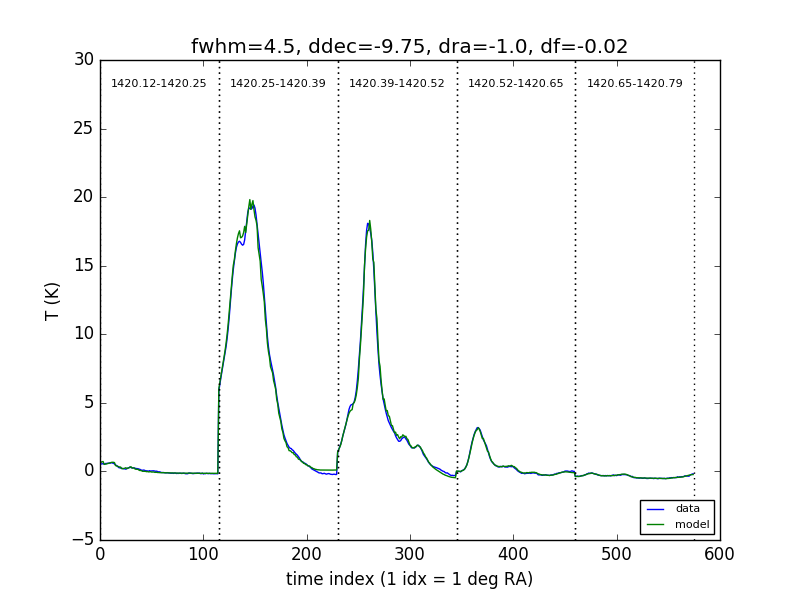 fwhm=4.5, ddec=-9.75, dra=-1.0, df=-0.02
30
1420.12-1420.25 1420.25-1420.39 1420.39-1420.52 1420.52-1420.65 1420.65-1420.79
25
20
15
T (K)
10
5
0
data
model
−5
0 100 200 300 400 500 600
time index (1 idx = 1 deg RA)